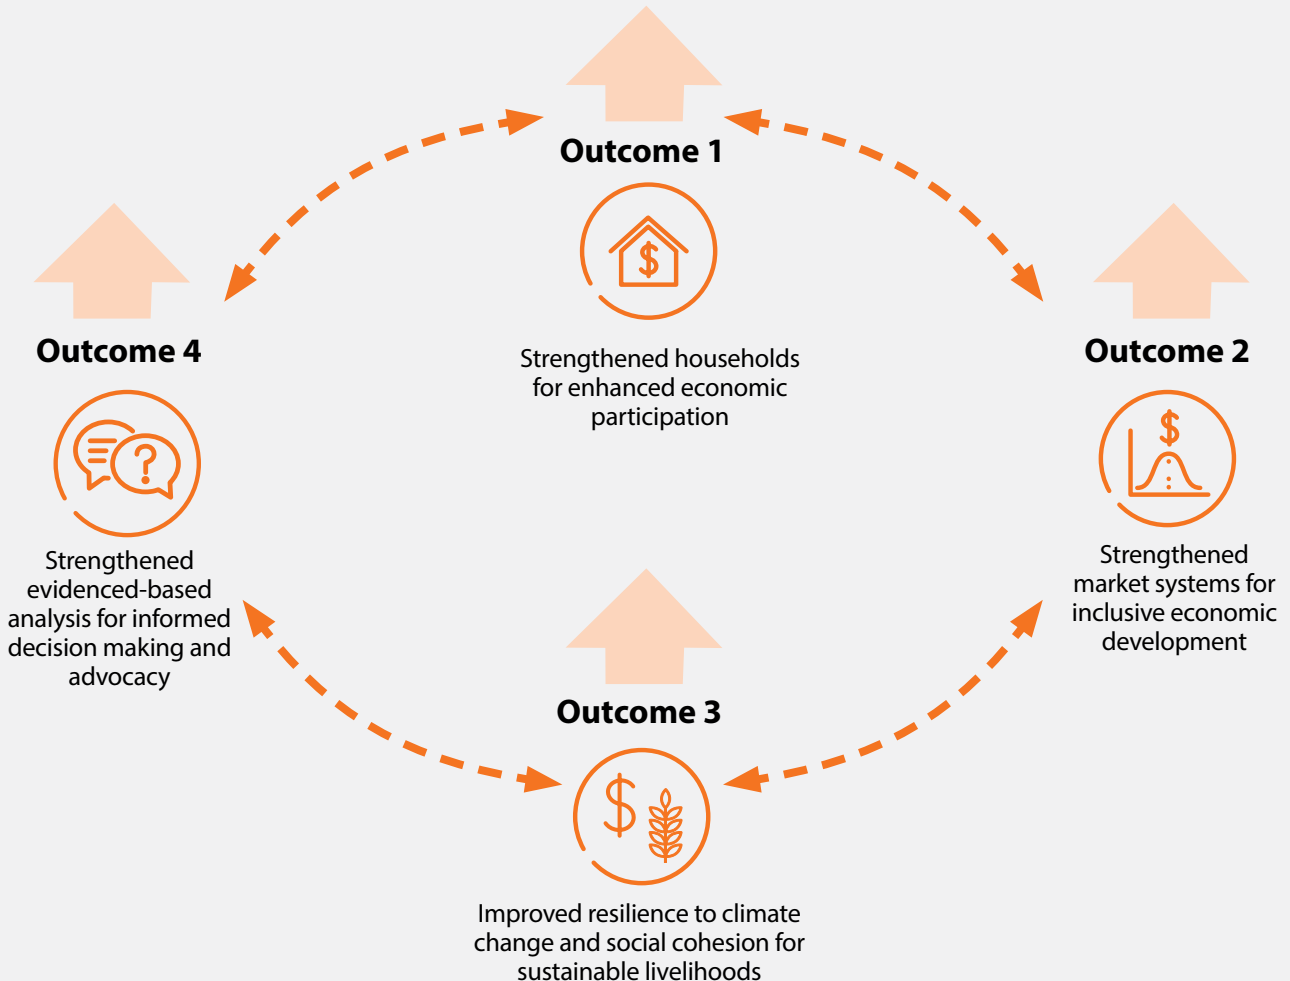 Outcome 1
Strengthened households
for enhanced economic
participation
Outcome 4
Strengthened
evidenced-based
analysis for informed
decision making and
advocacy
Outcome 2
Strengthened
market systems for
inclusive economic
development
Outcome 3
Improved resilience to climate
change and social cohesion for
sustainable livelihoods